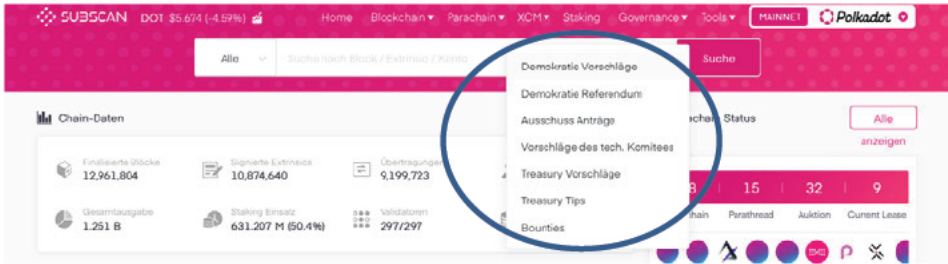 SUBSCAN DOT $5.674 (-4.59%) Home Blockchain Parachain XCM Staking Governance Tools MAINNET Polkadot
Alle Suche nach Block / Extrinsic / Konto Suche
Demokratie Vorschläge
Demokratie Referendum
Ausschuss Anträge
Vorschläge des tech. Komitees
Treasury Vorschläge
Treasury Tips
Bounties
Chain-Daten
Finalisierte Blöcke Signierte Extrinsics Übertragungen
12,961,804 10,874,640 9,199,723
Gesamtausgabe Staking Einsatz Validatoren
1.251 B 631.207 M (50.4%) 297/297
Status Alle
anzeigen
8 15 32 9
Parathread Auktion Current Lease